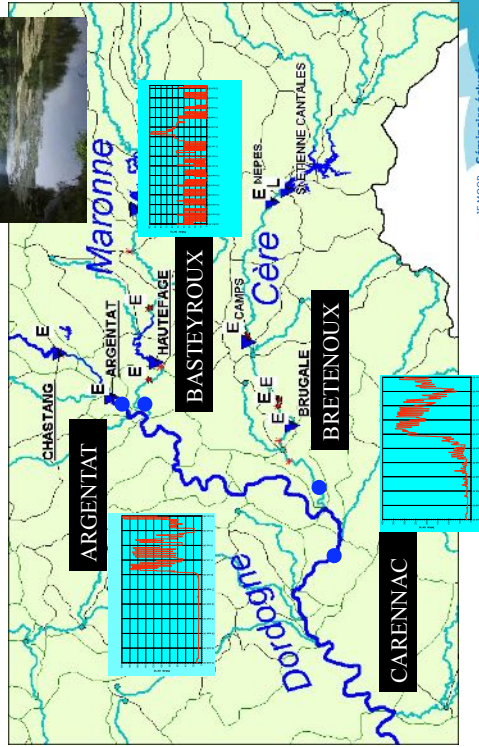 Maronne
E NEPES
L
ST ETIENNE CANTALES
Cère
E
CHASTANG
E
ARGENTAT
E
E
HAUTEFAGE
BASTEYROUX
E CAMPS
E
E
E
BRUGALE
BRETENOUX
ARGENTAT
Dordogne
CARENNAC